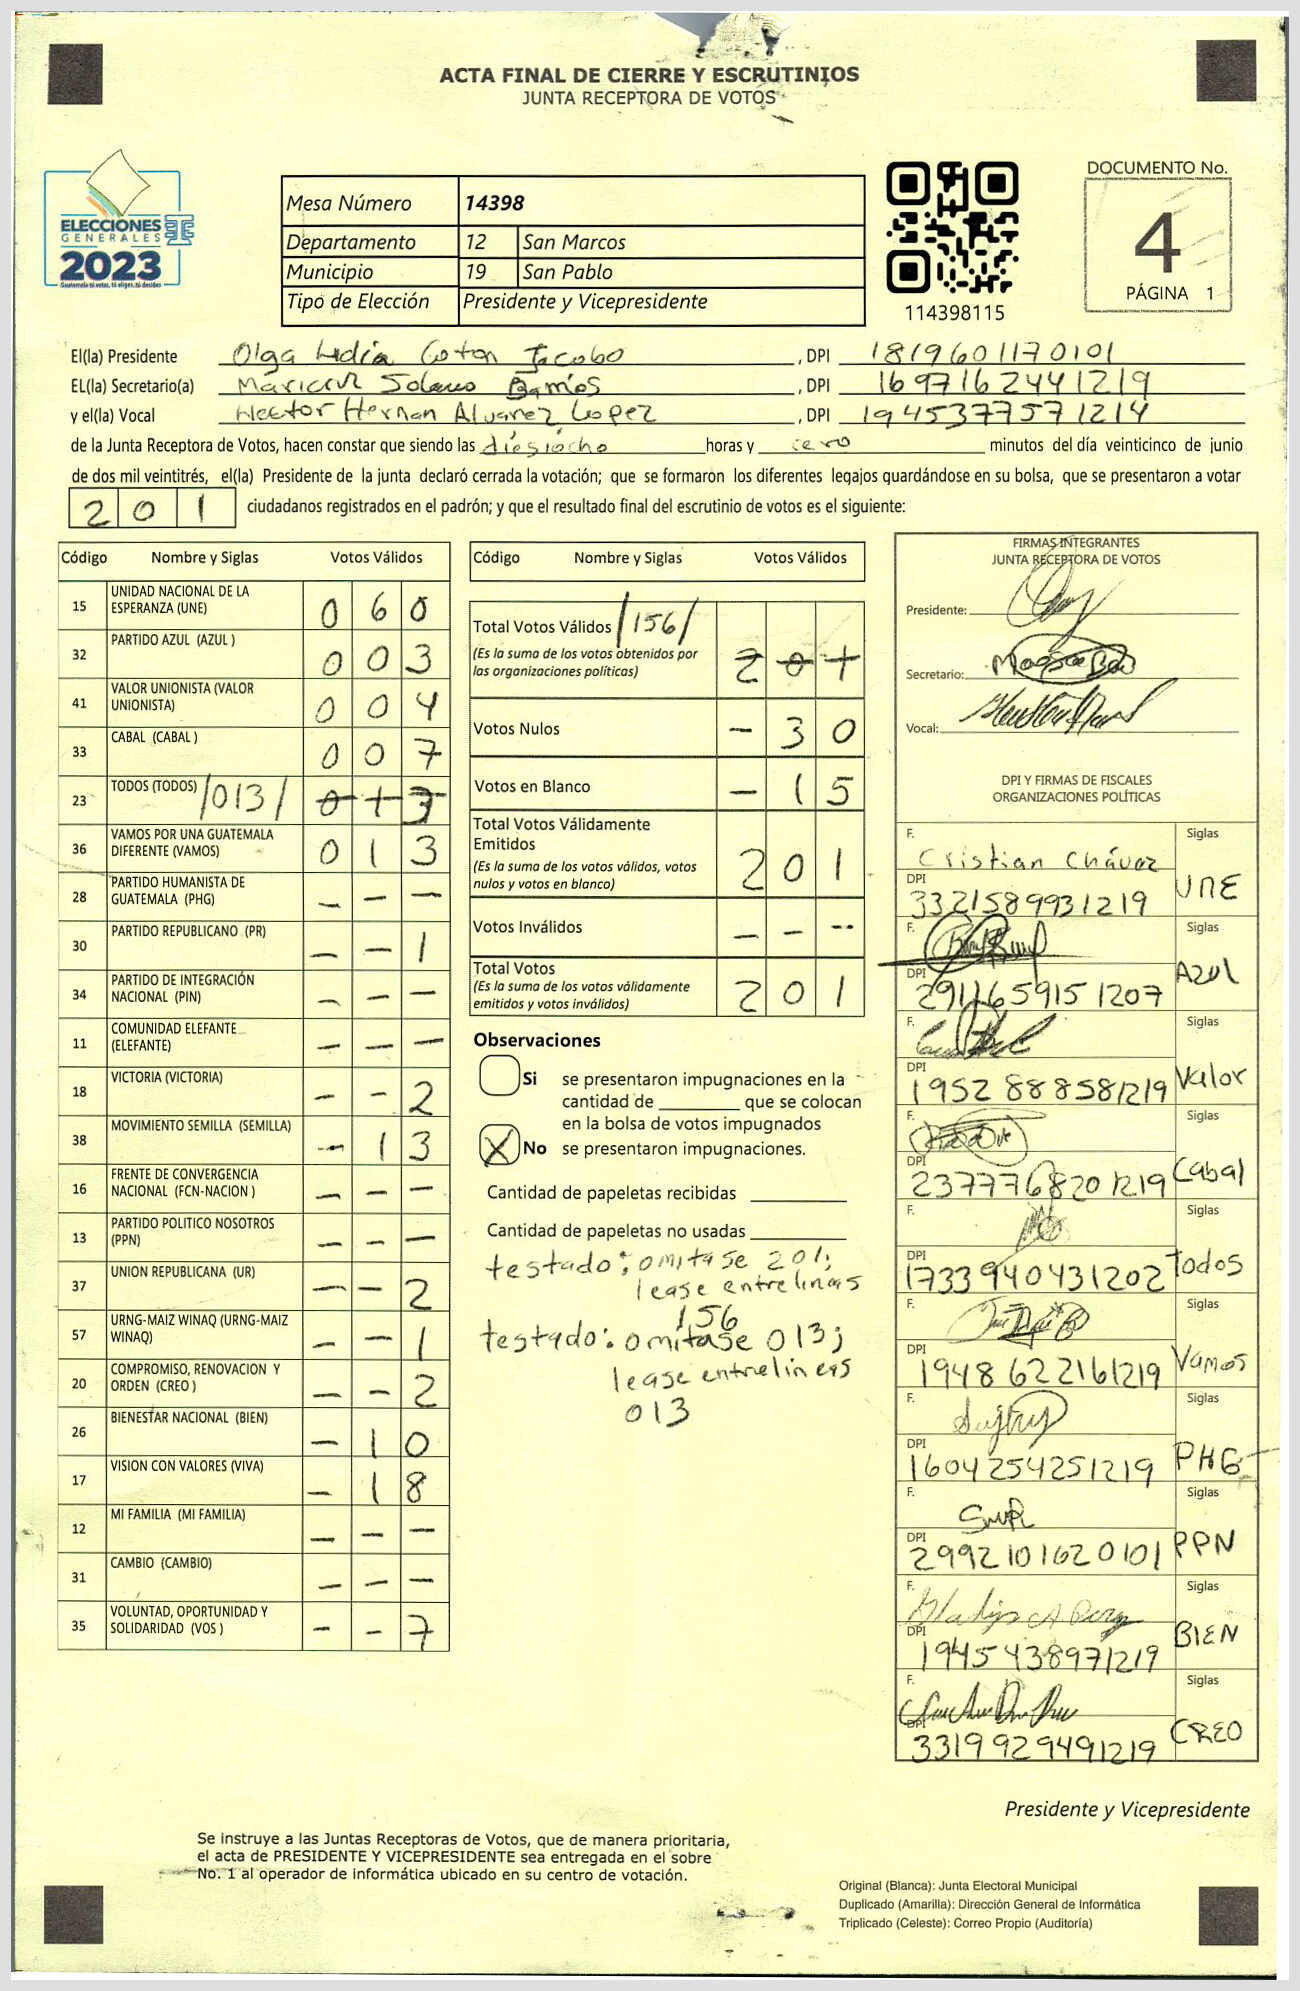 ACTA FINAL DE CIERRE Y ESCRUTINIOS
JUNTA RECEPTORA DE VOTOS
ELECCIONES
GENERALES
2023
Guatemala tú votas, tú eliges, tú decides
Mesa Número 14398
Departamento 12 San Marcos
Municipio 19 San Pablo
Tipo de Elección Presidente y Vicepresidente
114398115
DOCUMENTO No.
4
PÁGINA 1
El(la) Presidente Olga Lidia Coton Jacobo , DPI 1819601170101
EL(la) Secretario(a) Solano Barrios , DPI 1697162441219
y el(la) Vocal Hector Hernan Alvarez Lopez , DPI 1945377571214
de la Junta Receptora de Votos, hacen constar que siendo las diesiocho horas y cero minutos del día veinticinco de junio
de dos mil veintitrés, el(la) Presidente de la junta declaró cerrada la votación; que se formaron los diferentes legajos guardándose en su bolsa, que se presentaron a votar
201 ciudadanos registrados en el padrón; y que el resultado final del escrutinio de votos es el siguiente:
Código Nombre y Siglas Votos Válidos
15 UNIDAD NACIONAL DE LA ESPERANZA (UNE) 0 6 0
32 PARTIDO AZUL (AZUL ) 0 0 3
41 VALOR UNIONISTA (VALOR UNIONISTA) 0 0 4
33 CABAL (CABAL ) 0 0 7
23 TODOS (TODOS) /013/ 0 1 3
36 VAMOS POR UNA GUATEMALA DIFERENTE (VAMOS) 0 1 3
28 PARTIDO HUMANISTA DE GUATEMALA (PHG) - - -
30 PARTIDO REPUBLICANO (PR) - - 1
34 PARTIDO DE INTEGRACIÓN NACIONAL (PIN) - - -
11 COMUNIDAD ELEFANTE (ELEFANTE) - - -
18 VICTORIA (VICTORIA) - - 2
38 MOVIMIENTO SEMILLA (SEMILLA) - 1 3
16 FRENTE DE CONVERGENCIA NACIONAL (FCN-NACION ) - - -
13 PARTIDO POLITICO NOSOTROS (PPN) - - -
37 UNION REPUBLICANA (UR) - - 2
57 URNG-MAIZ WINAQ (URNG-MAIZ WINAQ) - - 1
20 COMPROMISO, RENOVACION Y ORDEN (CREO ) - - 2
26 BIENESTAR NACIONAL (BIEN) - 1 0
17 VISION CON VALORES (VIVA) - 1 8
12 MI FAMILIA (MI FAMILIA) - - -
31 CAMBIO (CAMBIO) - - -
35 VOLUNTAD, OPORTUNIDAD Y SOLIDARIDAD (VOS ) - - 7
Código Nombre y Siglas Votos Válidos
Total Votos Válidos /156/ 2 0 1
(Es la suma de los votos obtenidos por
las organizaciones políticas)
Votos Nulos - 3 0
Votos en Blanco - 1 5
Total Votos Válidamente
Emitidos 2 0 1
(Es la suma de los votos válidos, votos
nulos y votos en blanco)
Votos Inválidos - - --
Total Votos 2 0 1
(Es la suma de los votos válidamente
emitidos y votos inválidos)
Observaciones
Si se presentaron impugnaciones en la
cantidad de ________ que se colocan
en la bolsa de votos impugnados
X No se presentaron impugnaciones.
Cantidad de papeletas recibidas
Cantidad de papeletas no usadas
testado: omitase 201;
lease entrelineas
156
testado: omitase 013;
lease entrelineas
013
FIRMAS INTEGRANTES
JUNTA RECEPTORA DE VOTOS
Presidente:
Secretario:
Vocal:
DPI Y FIRMAS DE FISCALES
ORGANIZACIONES POLÍTICAS
F. Cristian Chávez Siglas
DPI 3321589931219 UNE
F. Siglas
DPI 2911659151207 AZUL
F. Siglas
DPI 1952888581219 Valor
F. Siglas
DPI 2377768201219 Cabal
F. Siglas
DPI 1733940431202 Todos
F. Siglas
DPI 1948622161219 Vamos
F. Siglas
DPI 1604254251219 PHG
F. Siglas
DPI 2992101620101 PPN
F. Siglas
DPI 1945438971219 BIEN
F. Siglas
DPI 3319929491219 CREO
Presidente y Vicepresidente
Se instruye a las Juntas Receptoras de Votos, que de manera prioritaria,
el acta de PRESIDENTE Y VICEPRESIDENTE sea entregada en el sobre
No. 1 al operador de informática ubicado en su centro de votación.
Original (Blanca): Junta Electoral Municipal
Duplicado (Amarilla): Dirección General de Informática
Triplicado (Celeste): Correo Propio (Auditoría)